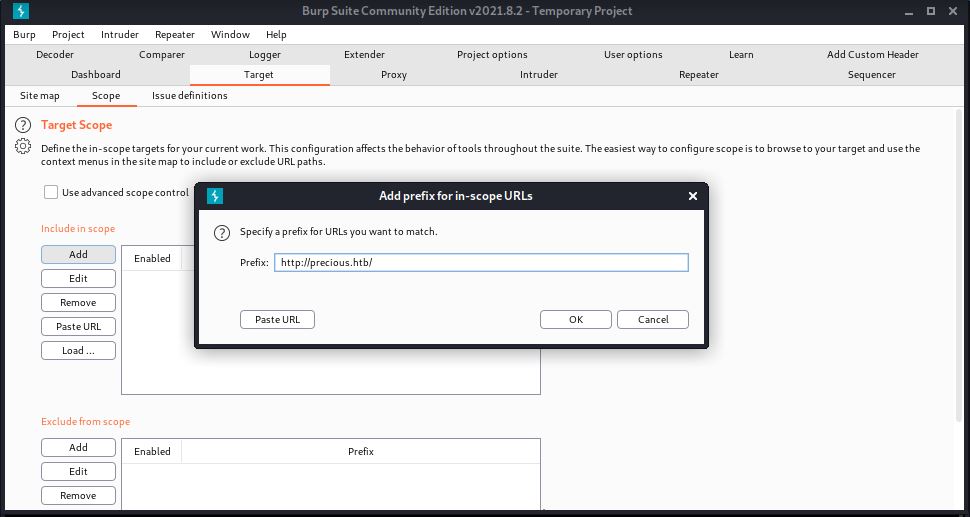 Burp Suite Community Edition v2021.8.2 - Temporary Project
Burp Project Intruder Repeater Window Help
Decoder Comparer Logger Extender Project options User options Learn Add Custom Header
Dashboard Target Proxy Intruder Repeater Sequencer
Site map Scope Issue definitions
Target Scope
Define the in-scope targets for your current work. This configuration affects the behavior of tools throughout the suite. The easiest way to configure scope is to browse to your target and use the
context menus in the site map to include or exclude URL paths.
Use advanced scope control
Add prefix for in-scope URLs
Specify a prefix for URLs you want to match.
Prefix: http://precious.htb/
Paste URL OK Cancel
Include in scope
Add
Edit
Remove
Paste URL
Load ...
Enabled
Exclude from scope
Add
Edit
Remove
Enabled Prefix